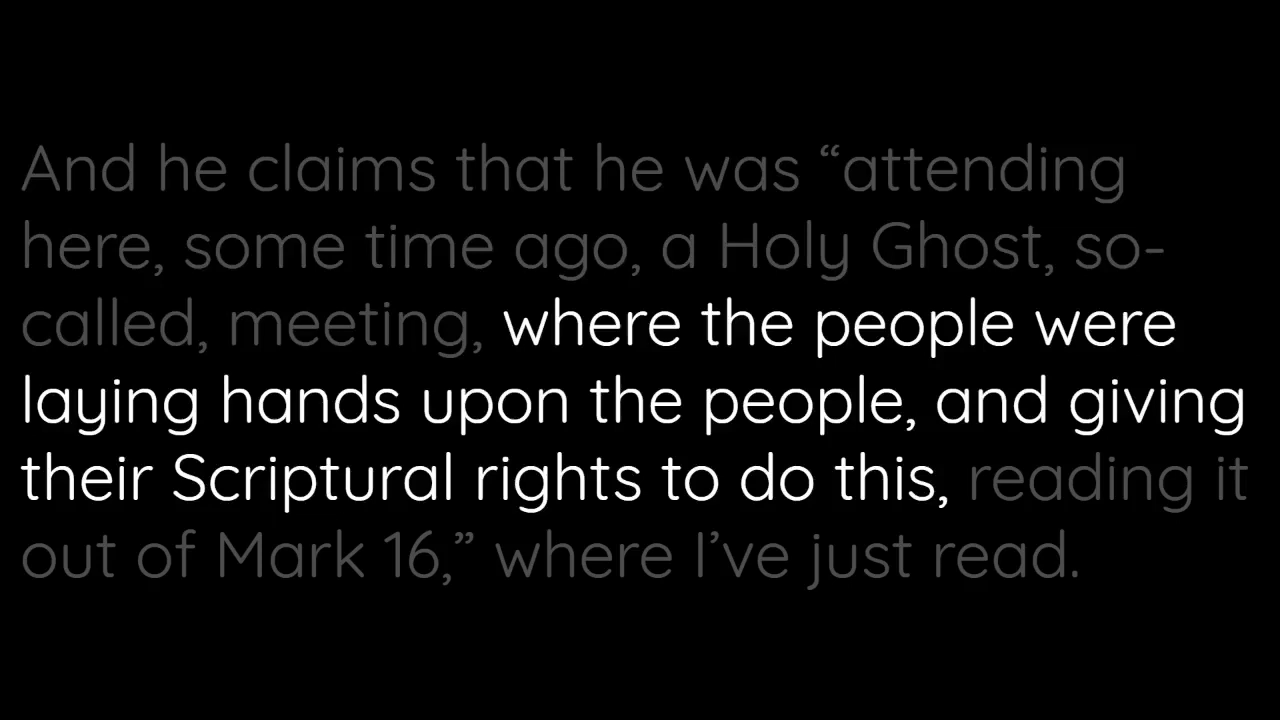 And he claims that he was “attending
here, some time ago, a Holy Ghost, so-
called, meeting, where the people were
laying hands upon the people, and giving
their Scriptural rights to do this, reading it
out of Mark 16,” where I’ve just read.